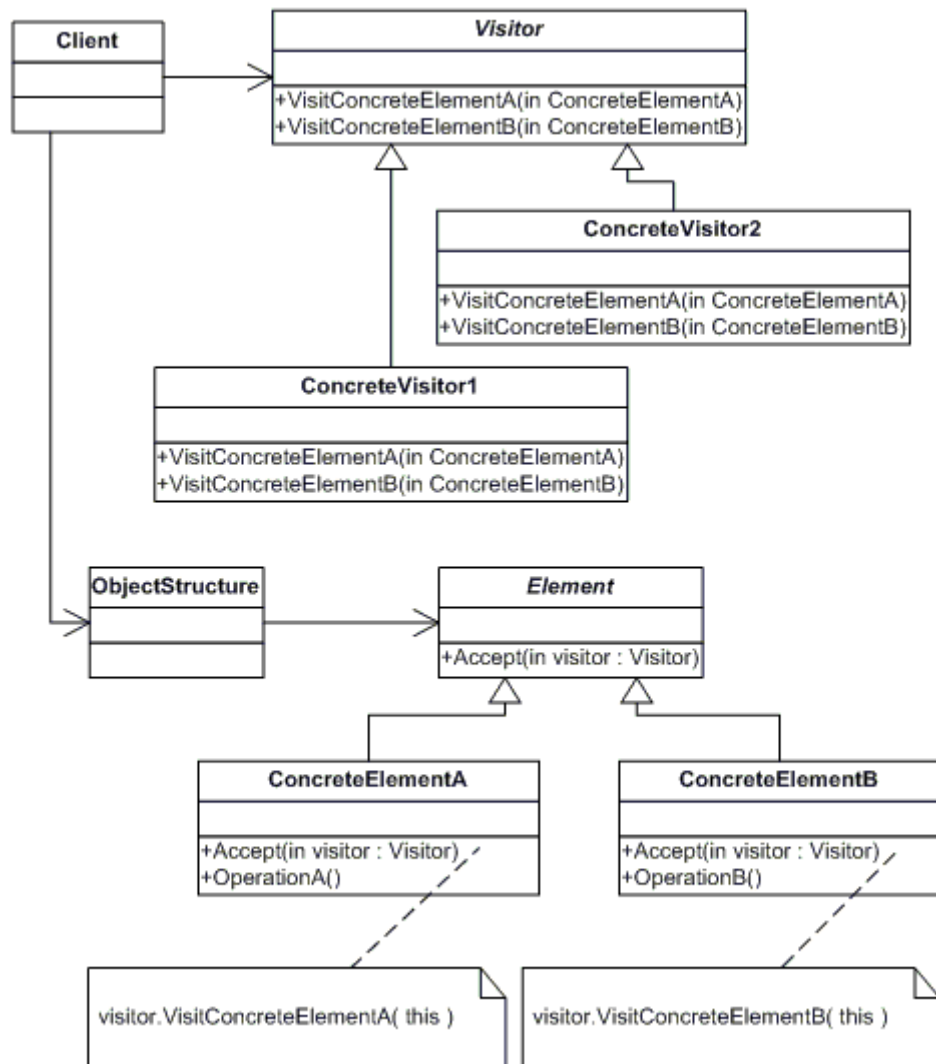 Client
Visitor
+VisitConcreteElementA(in ConcreteElementA)
+VisitConcreteElementB(in ConcreteElementB)
ConcreteVisitor2
+VisitConcreteElementA(in ConcreteElementA)
+VisitConcreteElementB(in ConcreteElementB)
ConcreteVisitor1
+VisitConcreteElementA(in ConcreteElementA)
+VisitConcreteElementB(in ConcreteElementB)
ObjectStructure
Element
+Accept(in visitor : Visitor)
ConcreteElementA
+Accept(in visitor : Visitor)
+OperationA()
ConcreteElementB
+Accept(in visitor : Visitor)
+OperationB()
visitor.VisitConcreteElementA( this )
visitor.VisitConcreteElementB( this )